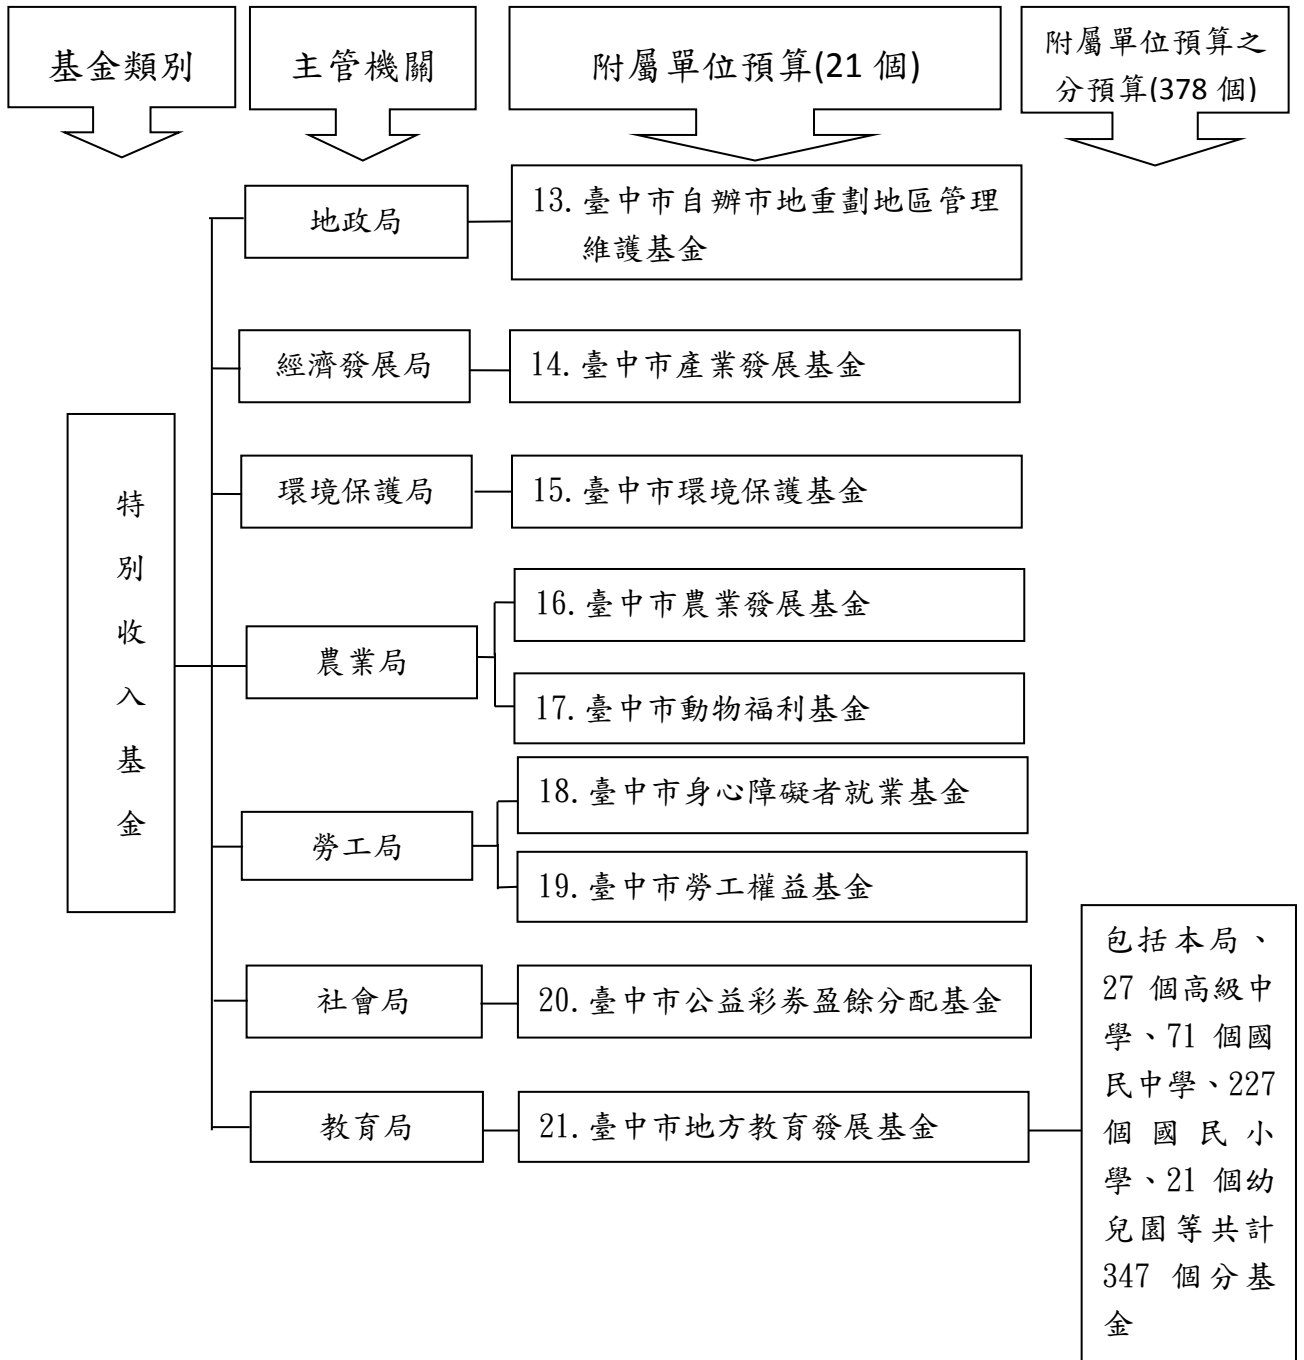 基金類別
主管機關
附屬單位預算(21 個)
附屬單位預算之
分預算(378 個)
特
別
收
入
基
金
地政局
13.臺中市自辦市地重劃地區管理
維護基金
經濟發展局
14.臺中市產業發展基金
環境保護局
15.臺中市環境保護基金
農業局
16.臺中市農業發展基金
17.臺中市動物福利基金
勞工局
18.臺中市身心障礙者就業基金
19.臺中市勞工權益基金
社會局
20.臺中市公益彩券盈餘分配基金
教育局
21.臺中市地方教育發展基金
包括本局、
27 個高級中
學、71 個國
民中學、227
個國民小
學、21 個幼
兒園等共計
347 個分基
金